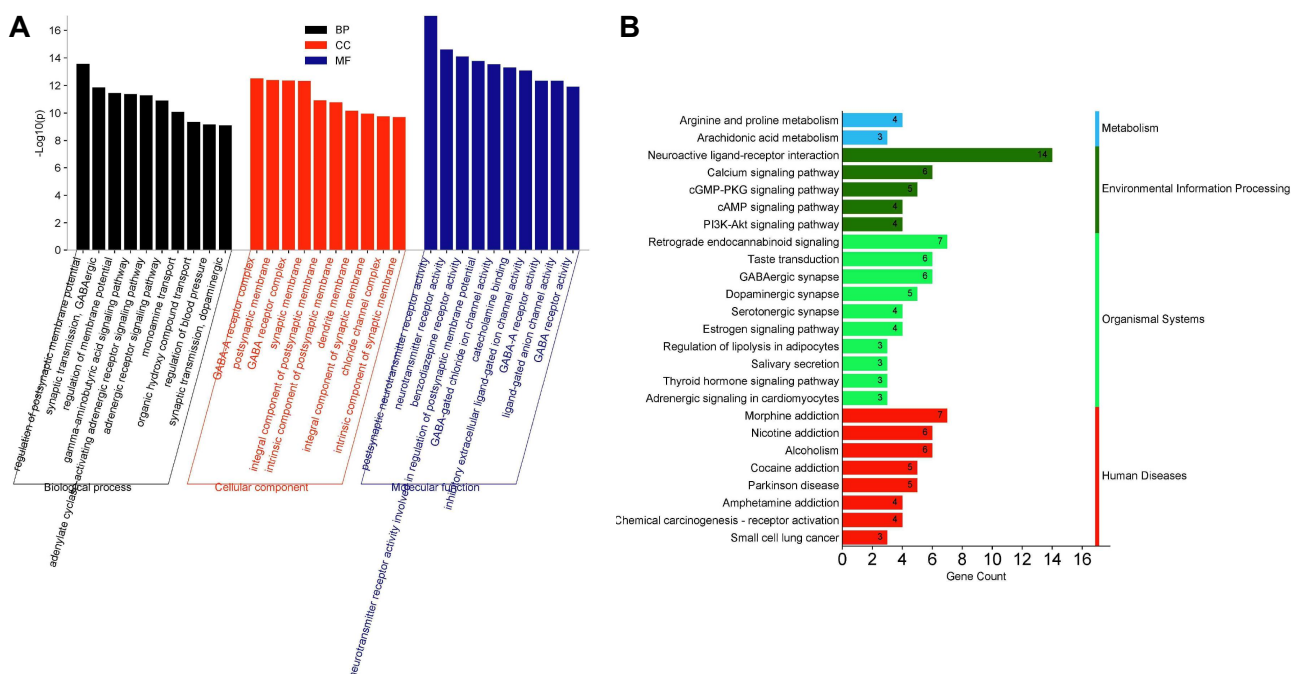 A
BP
CC
MF
-Log10(p)
16
14
12
10
8
6
4
2
0
regulation of postsynaptic membrane potential
synaptic transmission, GABAergic
regulation of membrane potential
gamma-aminobutyric acid signaling pathway
adenylate cyclase-activating adrenergic receptor signaling pathway
adrenergic receptor signaling pathway
monoamine transport
organic hydroxy compound transport
regulation of blood pressure
synaptic transmission, dopaminergic
GABA-A receptor complex
postsynaptic membrane
GABA receptor complex
synaptic membrane
integral component of postsynaptic membrane
intrinsic component of postsynaptic membrane
dendrite membrane
integral component of synaptic membrane
chloride channel complex
intrinsic component of synaptic membrane
postsynaptic neurotransmitter receptor activity
neurotransmitter receptor activity
benzodiazepine receptor activity
neurotransmitter receptor activity involved in regulation of postsynaptic membrane potential
GABA-gated chloride ion channel activity
catecholamine binding
inhibitory extracellular ligand-gated ion channel activity
GABA-A receptor activity
ligand-gated anion channel activity
GABA receptor activity
Biological process
Cellular component
Molecular function
B
Arginine and proline metabolism 4
Arachidonic acid metabolism 3
Neuroactive ligand-receptor interaction 14
Calcium signaling pathway 6
cGMP-PKG signaling pathway 5
cAMP signaling pathway 4
PI3K-Akt signaling pathway 4
Retrograde endocannabinoid signaling 7
Taste transduction 6
GABAergic synapse 6
Dopaminergic synapse 5
Serotonergic synapse 4
Estrogen signaling pathway 4
Regulation of lipolysis in adipocytes 3
Salivary secretion 3
Thyroid hormone signaling pathway 3
Adrenergic signaling in cardiomyocytes 3
Morphine addiction 7
Nicotine addiction 6
Alcoholism 6
Cocaine addiction 5
Parkinson disease 5
Amphetamine addiction 4
Chemical carcinogenesis - receptor activation 4
Small cell lung cancer 3
Metabolism
Environmental Information Processing
Organismal Systems
Human Diseases
0 2 4 6 8 10 12 14 16
Gene Count